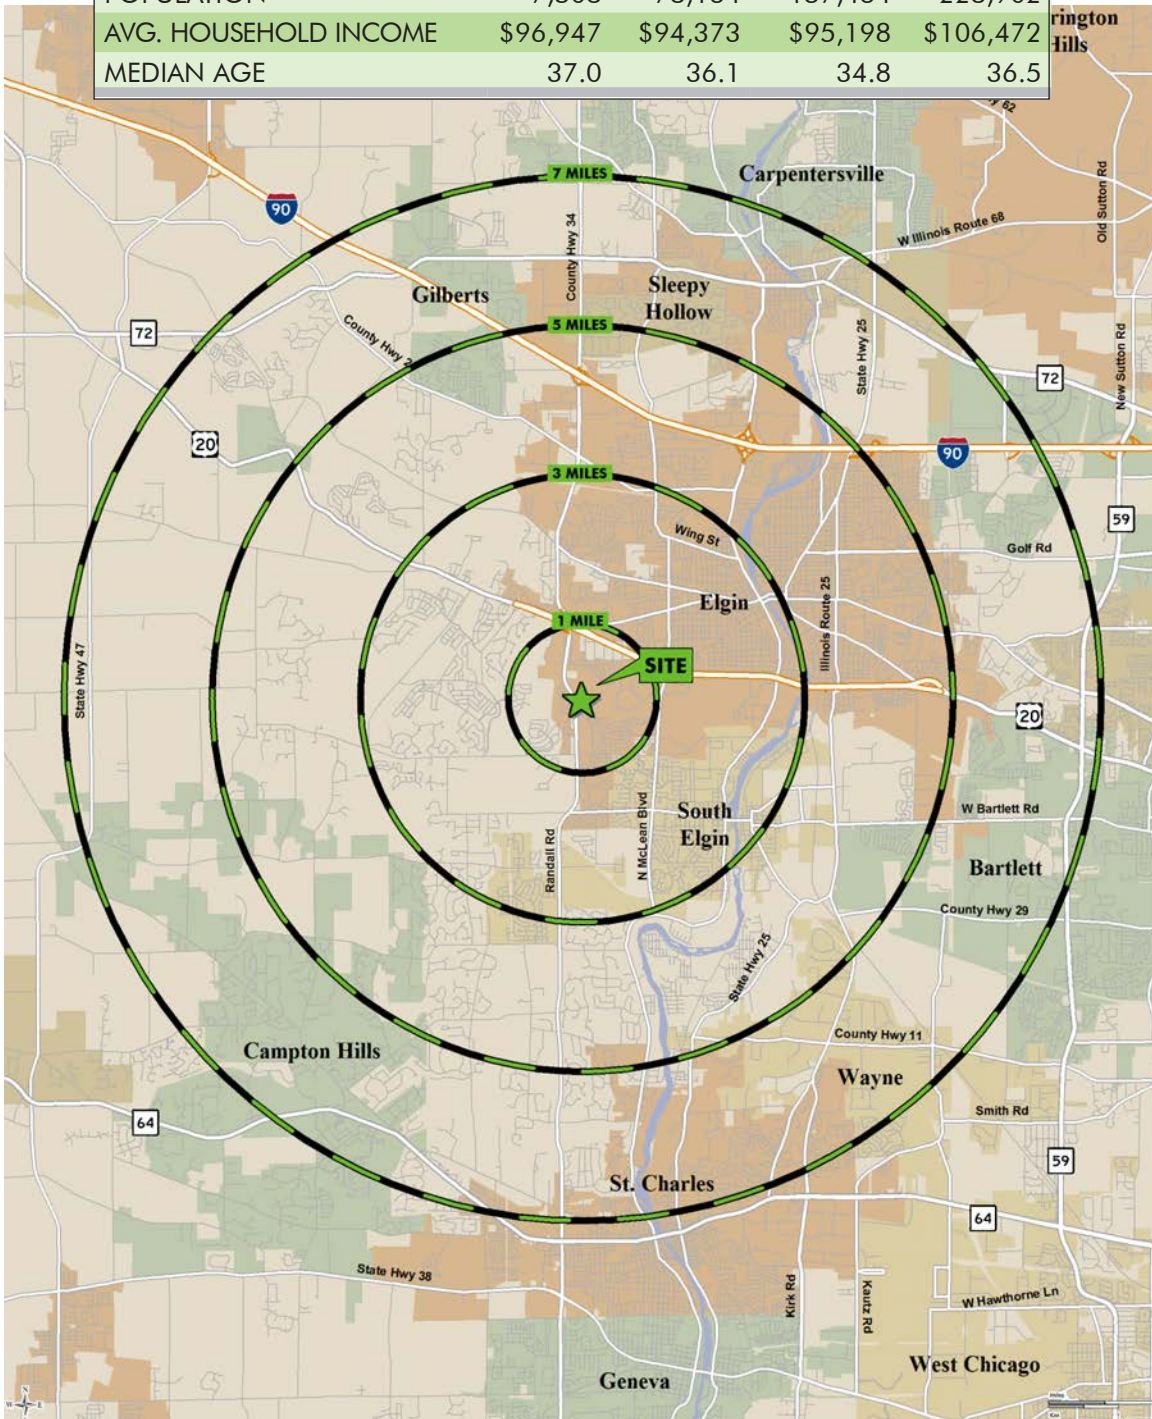 AVG. HOUSEHOLD INCOME $96,947 $94,373 $95,198 $106,472
MEDIAN AGE 37.0 36.1 34.8 36.5
rington
Hills
62
7 MILES
Carpentersville
90
Old Sutton Rd
W Illinois Route 68
County Hwy 34
Gilberts
Sleepy
Hollow
72
County Hwy 2
5 MILES
State Hwy 25
New Sutton Rd
72
20
90
3 MILES
59
Wing St
Golf Rd
Elgin
Illinois Route 25
1 MILE
State Hwy 47
SITE
20
South
Elgin
W Bartlett Rd
Randall Rd
N McLean Blvd
Bartlett
County Hwy 29
State Hwy 25
County Hwy 11
Campton Hills
Wayne
Smith Rd
64
59
St. Charles
64
State Hwy 38
Kirk Rd
Kautz Rd
W Hawthorne Ln
West Chicago
Geneva
N
W E